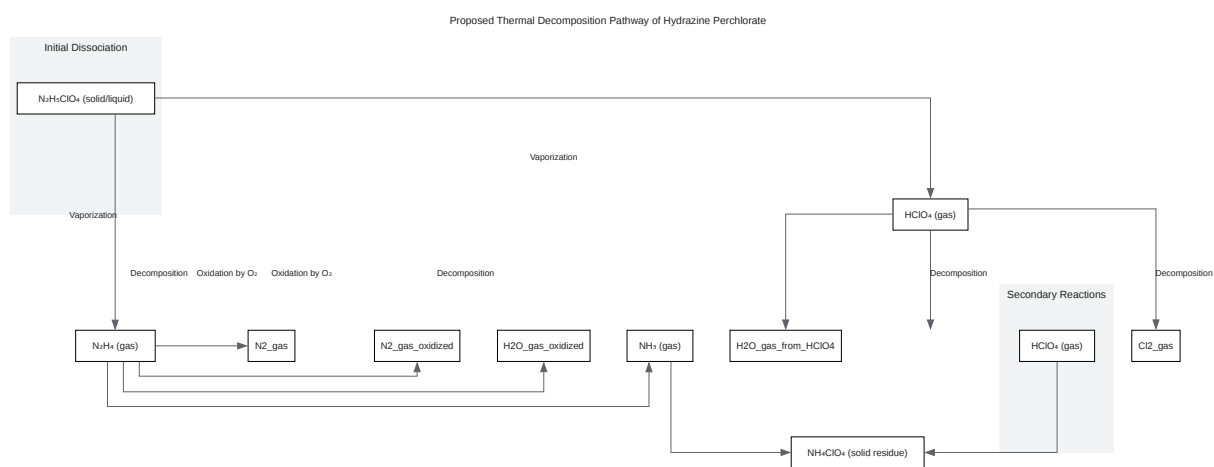 Proposed Thermal Decomposition Pathway of Hydrazine Perchlorate
Initial Dissociation
N₂H₅ClO₄ (solid/liquid)
Vaporization
HClO₄ (gas)
Vaporization
Decomposition
Oxidation by O₂
Oxidation by O₂
Decomposition
Decomposition
Decomposition
Secondary Reactions
N₂H₄ (gas)
N2_gas
N2_gas_oxidized
H2O_gas_oxidized
NH₃ (gas)
H2O_gas_from_HClO4
HClO₄ (gas)
Cl2_gas
NH₄ClO₄ (solid residue)